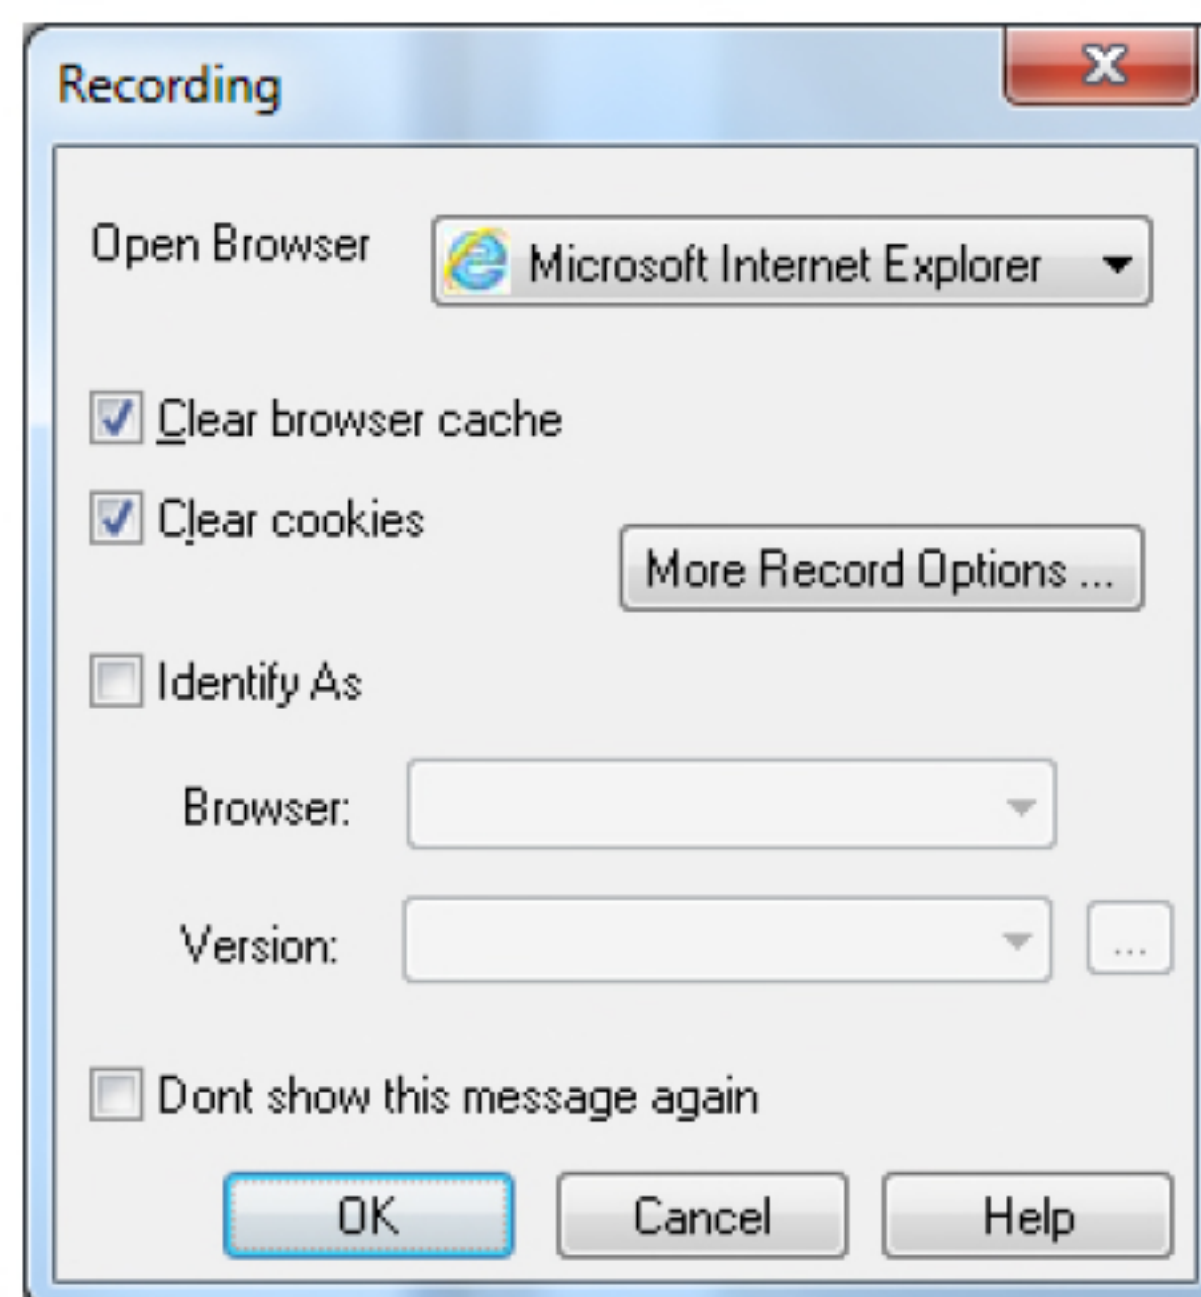 Recording
Open Browser
Microsoft Internet Explorer
Clear browser cache
Clear cookies
More Record Options ...
Identify As
Browser:
Version:
...
Dont show this message again
OK Cancel Help